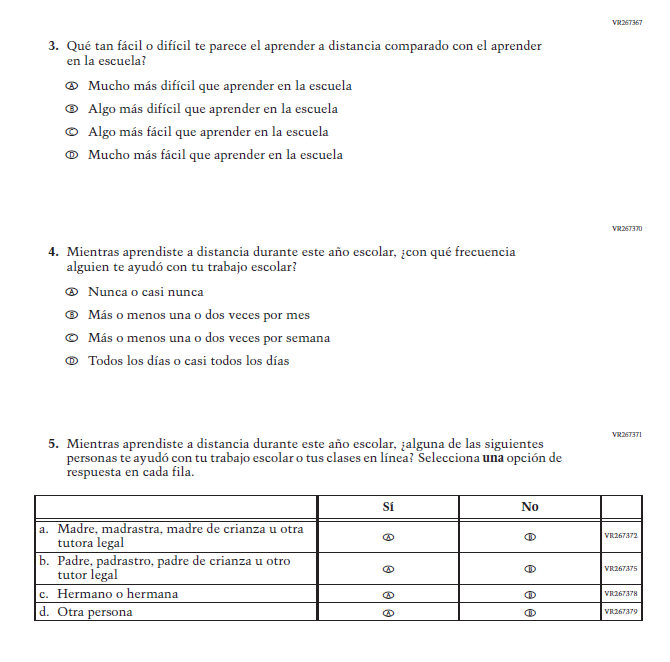 VR267367
3. Qué tan fácil o difícil te parece el aprender a distancia comparado con el aprender
en la escuela?
A Mucho más difícil que aprender en la escuela
B Algo más difícil que aprender en la escuela
C Algo más fácil que aprender en la escuela
D Mucho más fácil que aprender en la escuela
VR267370
4. Mientras aprendiste a distancia durante este año escolar, ¿con qué frecuencia
alguien te ayudó con tu trabajo escolar?
A Nunca o casi nunca
B Más o menos una o dos veces por mes
C Más o menos una o dos veces por semana
D Todos los días o casi todos los días
VR267371
5. Mientras aprendiste a distancia durante este año escolar, ¿alguna de las siguientes
personas te ayudó con tu trabajo escolar o tus clases en línea? Selecciona una opción de
respuesta en cada fila.
Sí No
a. Madre, madrastra, madre de crianza u otra
tutora legal A B VR267372
b. Padre, padrastro, padre de crianza u otro
tutor legal A B VR267375
c. Hermano o hermana A B VR267378
d. Otra persona A B VR267379